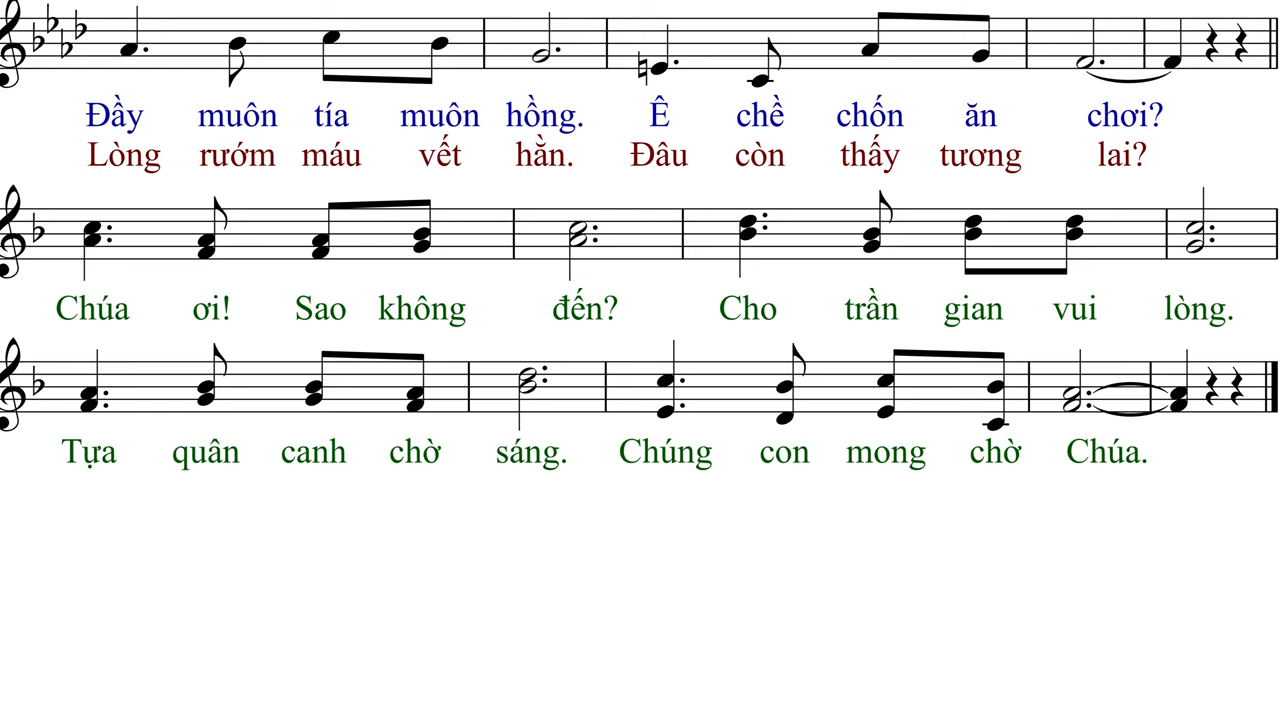 Đầy muôn tía muôn hồng. Ê chề chốn ăn chơi?
Lòng rướm máu vết hằn. Đâu còn thấy tương lai?
Chúa ơi! Sao không đến? Cho trần gian vui lòng.
Tựa quân canh chờ sáng. Chúng con mong chờ Chúa.